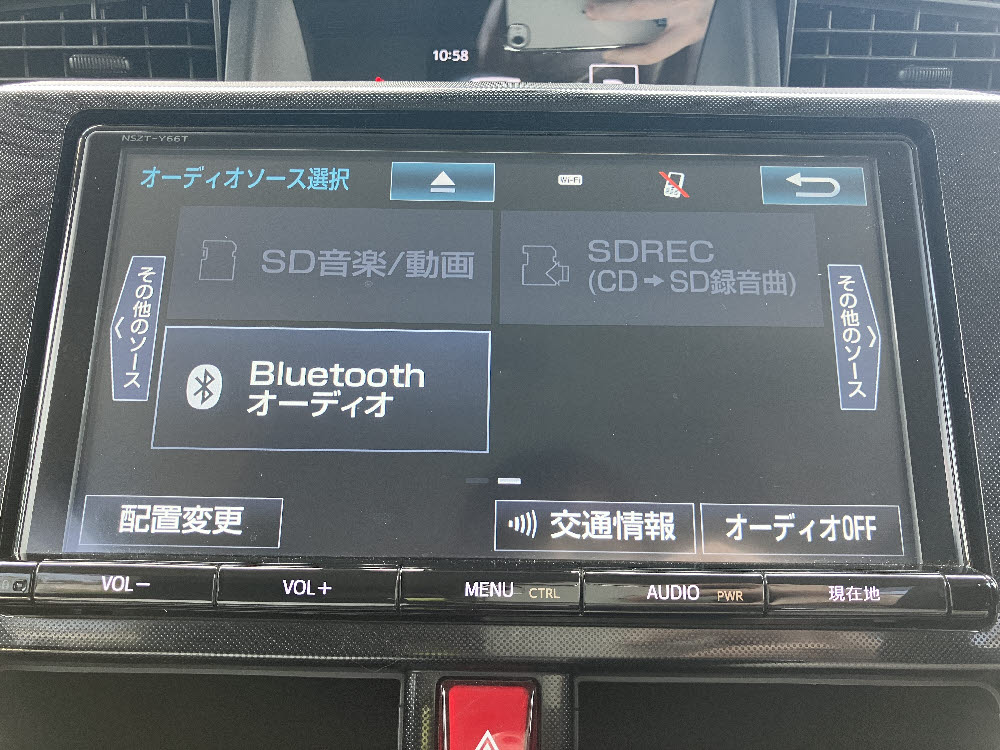 10:58
NSZT-Y66T
オーディオソース選択
Wi-Fi
SD音楽/動画
SDREC
(CD➡SD録音曲)
その他のソース
その他のソース
Bluetooth
オーディオ
配置変更
交通情報
オーディオOFF
VOL−
VOL+
MENU CTRL
AUDIO PWR
現在地